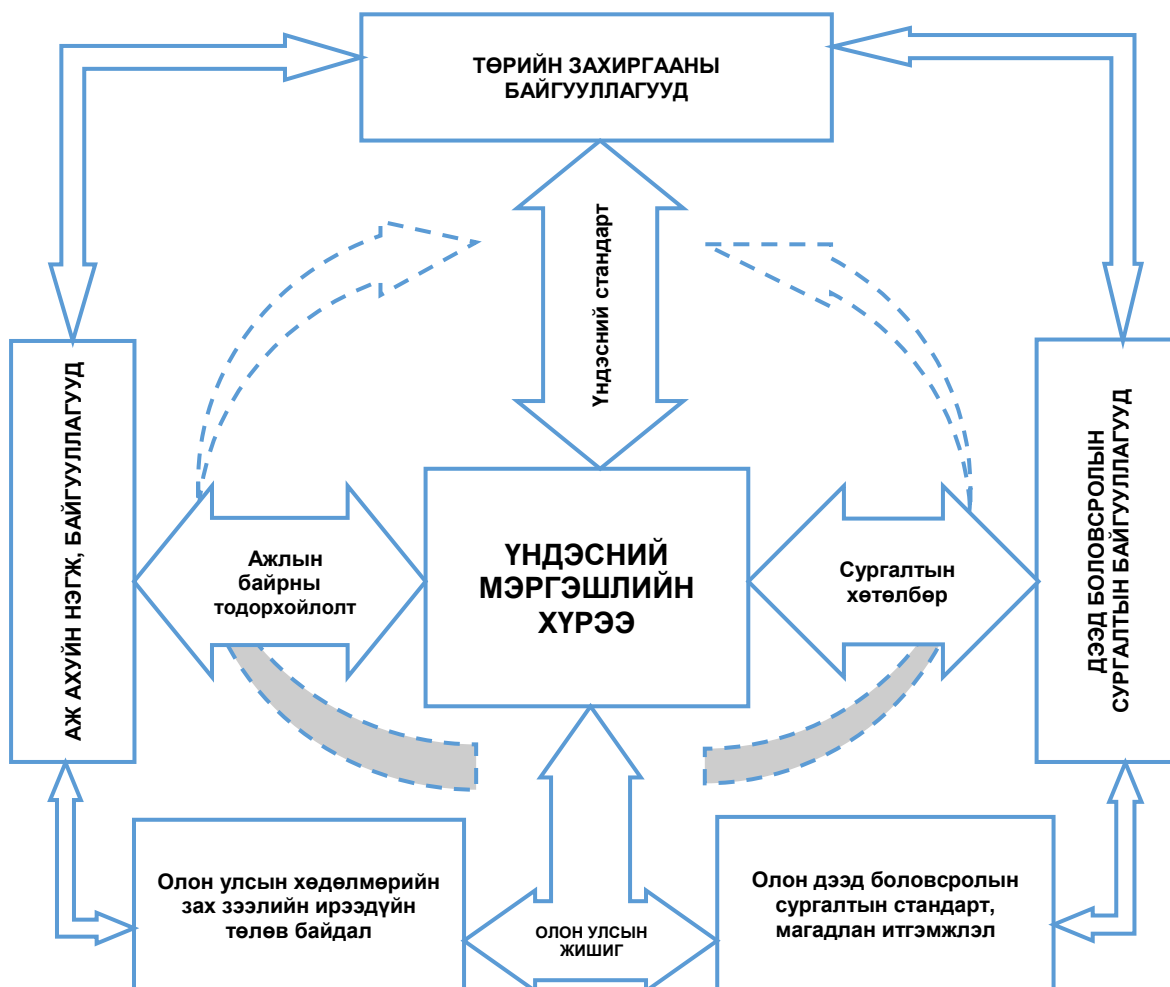 ТӨРИЙН ЗАХИРГААНЫ
БАЙГУУЛЛАГУУД
Үндэсний стандарт
АЖ АХУЙН НЭГЖ, БАЙГУУЛЛАГУУД
Ажлын
байрны
тодорхойлолт
ҮНДЭСНИЙ
МЭРГЭШЛИЙН
ХҮРЭЭ
Сургалтын
хөтөлбөр
ДЭЭД БОЛОВСРОЛЫН
СУРГАЛТЫН БАЙГУУЛЛАГУУД
Олон улсын хөдөлмөрийн
зах зээлийн ирээдүйн
төлөв байдал
ОЛОН УЛСЫН
ЖИШИГ
Олон дээд боловсролын
сургалтын стандарт,
магадлан итгэмжлэл